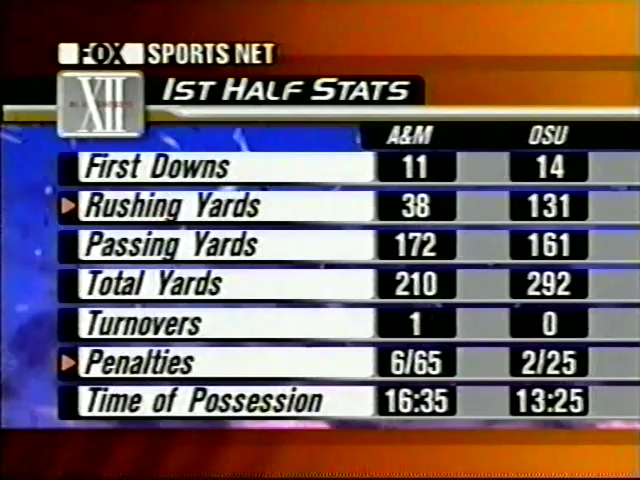 FOX SPORTS NET
XII
1ST HALF STATS
A&M OSU
First Downs 11 14
Rushing Yards 38 131
Passing Yards 172 161
Total Yards 210 292
Turnovers 1 0
Penalties 6/65 2/25
Time of Possession 16:35 13:25